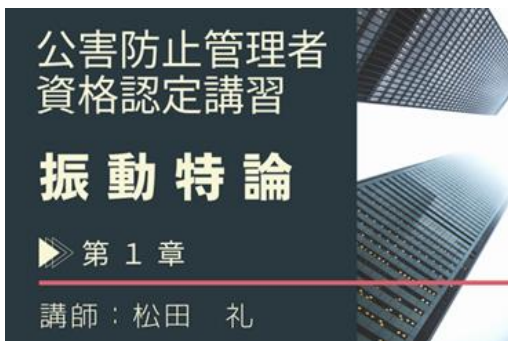 公害防止管理者
資格認定講習
振動特論
第 1 章
講師：松田　礼